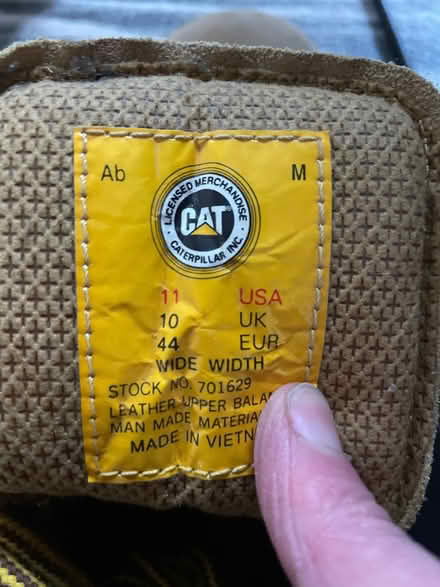 Ab M
LICENSED MERCHANDISE
CAT
CATERPILLAR INC.
11 USA
10 UK
44 EUR
WIDE WIDTH
STOCK NO. 701629
LEATHER UPPER
MAN MADE
MADE IN